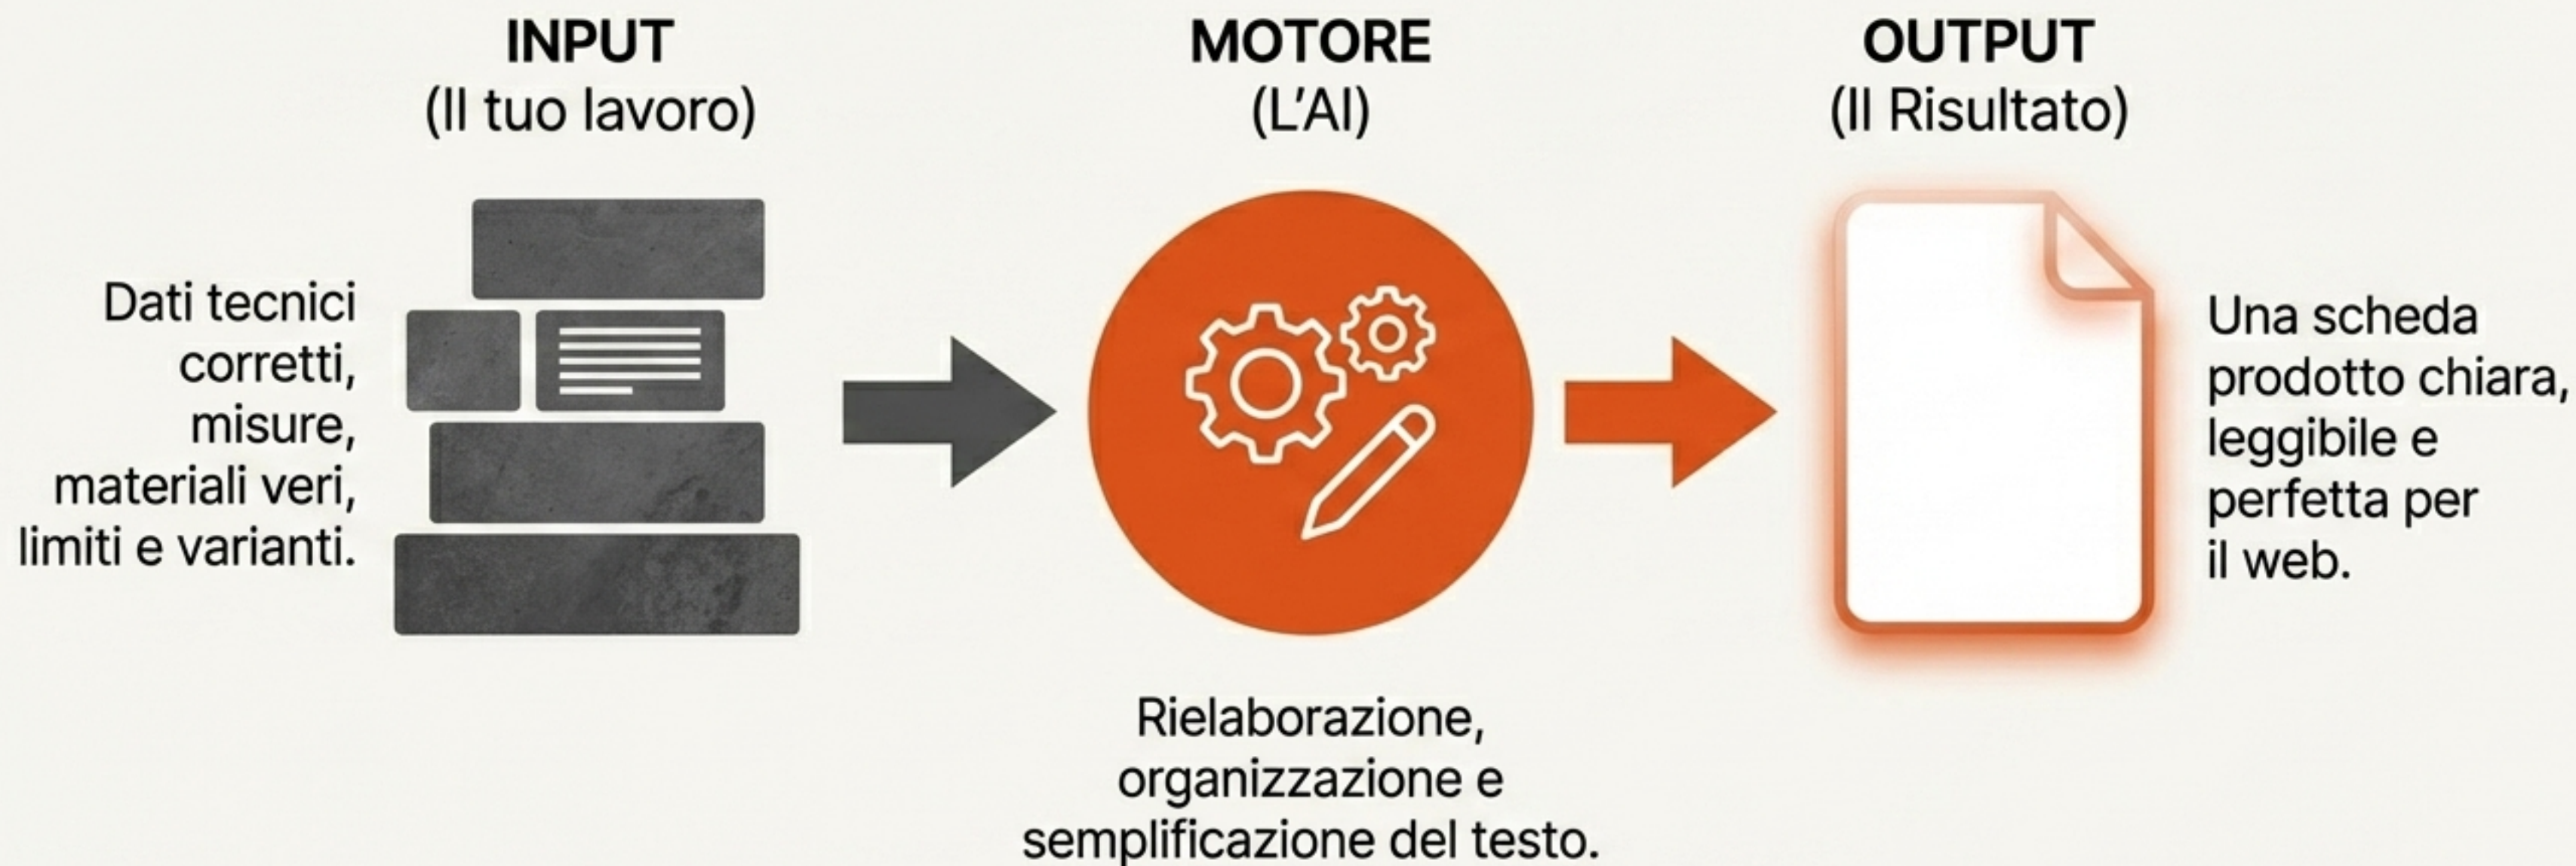 INPUT
(Il tuo lavoro)
Dati tecnici
corretti,
misure,
materiali veri,
limiti e varianti.
MOTORE
(L'AI)
Rielaborazione,
organizzazione e
semplificazione del testo.
OUTPUT
(Il Risultato)
Una scheda
prodotto chiara,
leggibile e
perfetta per
il web.